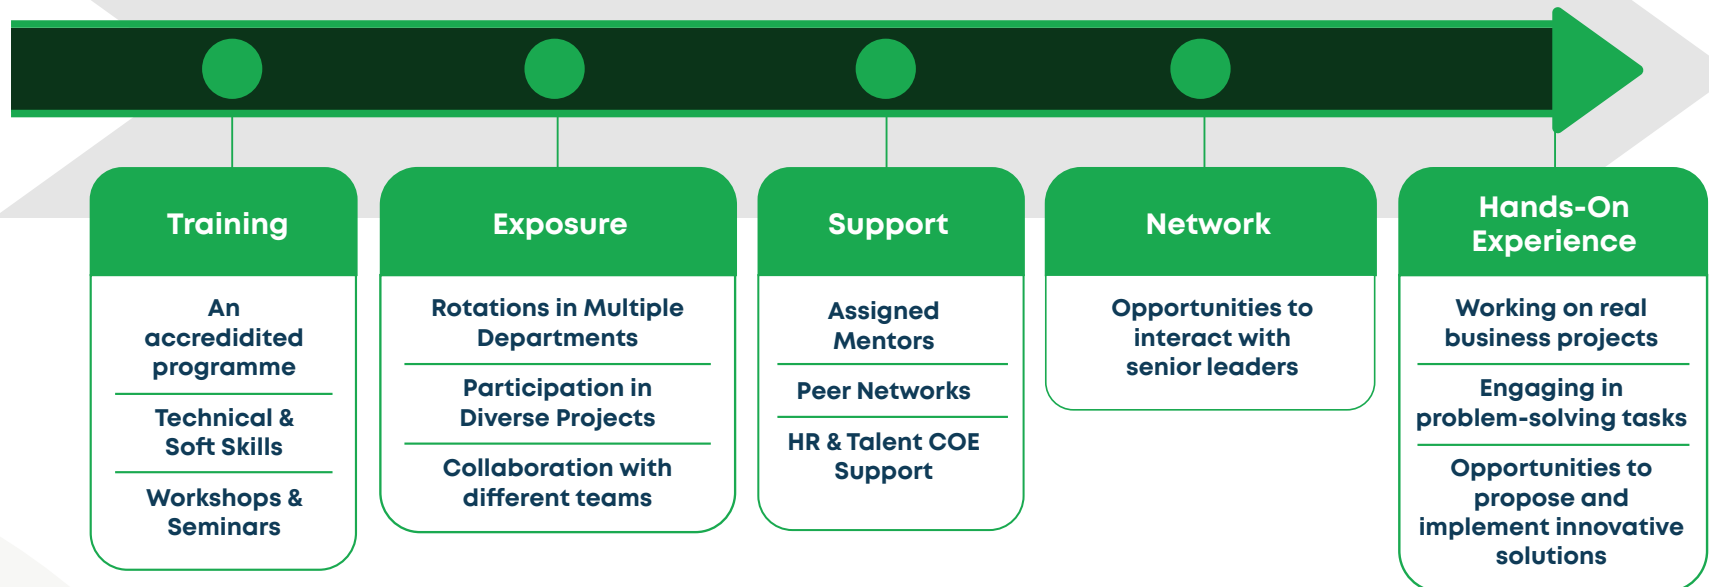 Training
An
accredidited
programme
Technical &
Soft Skills
Workshops &
Seminars
Exposure
Rotations in Multiple
Departments
Participation in
Diverse Projects
Collaboration with
different teams
Support
Assigned
Mentors
Peer Networks
HR & Talent COE
Support
Network
Opportunities to
interact with
senior leaders
Hands-On
Experience
Working on real
business projects
Engaging in
problem-solving tasks
Opportunities to
propose and
implement innovative
solutions